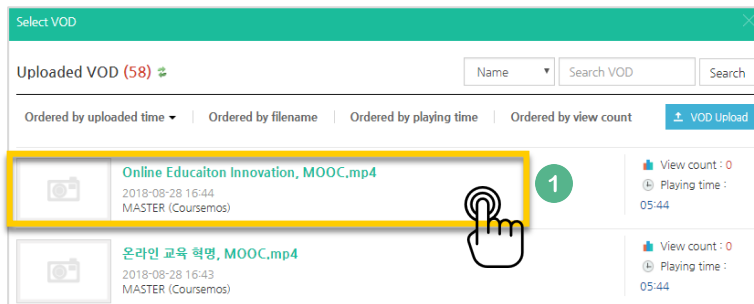 Select VOD
Uploaded VOD (58)
Name
Search VOD
Search
Ordered by uploaded time
Ordered by filename
Ordered by playing time
Ordered by view count
VOD Upload
Online Educaiton Innovation, MOOC.mp4
2018-08-28 16:44
MASTER (Coursemos)
1
View count : 0
Playing time :
05:44
온라인 교육 혁명, MOOC.mp4
2018-08-28 16:43
MASTER (Coursemos)
View count : 0
Playing time :
05:44